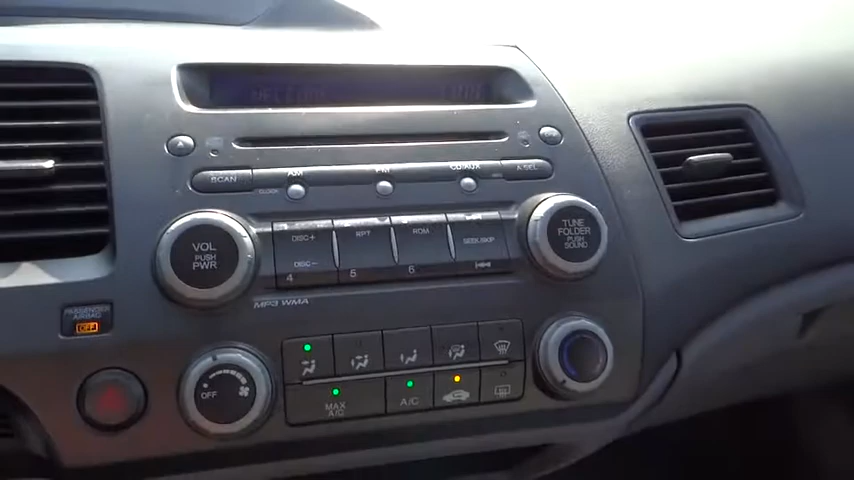 SCAN
CLOCK
AM
FM
CD/AUX
A.SEL
VOL
PUSH
PWR
DISC+
RPT
RDM
SEEK/SKIP
TUNE
FOLDER
PUSH
SOUND
DISC−
4
5
6
MP3 WMA
PASSENGER
AIRBAG
OFF
OFF
MAX
A/C
A/C